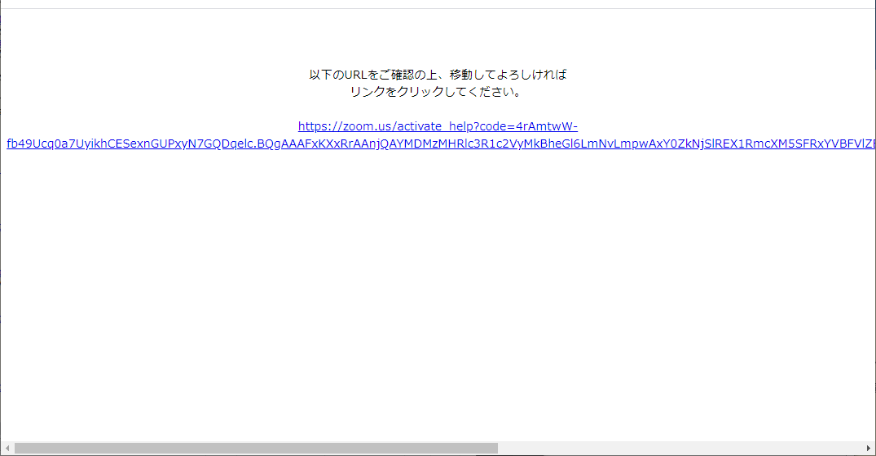 以下のURLをご確認の上、移動してよろしければ
リンクをクリックしてください。
https://zoom.us/activate_help?code=4rAmtwW-
fb49Ucq0a7UyikhCESexnGUPxyN7GQDqelc.BQgAAAFxKXxRrAAnjQAYMDMzMHRlc3R1c2VyMkBheGl6LmNvLmpwAxY0ZkNjSlREX1RmcXM5SFRxYVBFVlZF